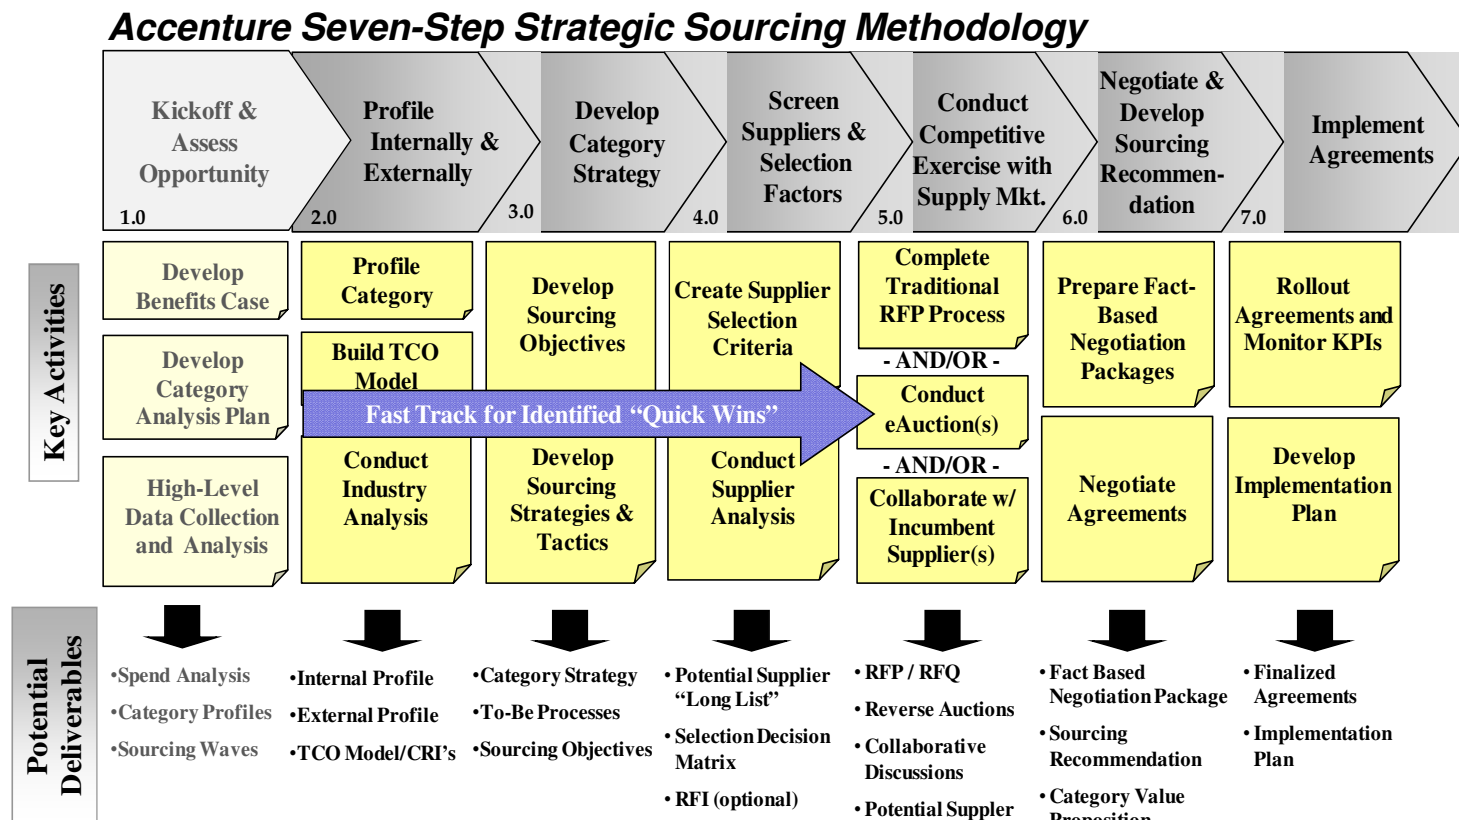 Accenture Seven-Step Strategic Sourcing Methodology
Kickoff &
Assess
Opportunity
1.0
Profile
Internally &
Externally
2.0
Develop
Category
Strategy
3.0
Screen
Suppliers &
Selection
Factors
4.0
Conduct
Competitive
Exercise with
Supply Mkt.
5.0
Negotiate &
Develop
Sourcing
Recommen-
dation
6.0
Implement
Agreements
7.0
Key Activities
Develop
Benefits Case
Develop
Category
Analysis Plan
High-Level
Data Collection
and Analysis
Profile
Category
Build TCO
Model
Conduct
Industry
Analysis
Develop
Sourcing
Objectives
Develop
Sourcing
Strategies &
Tactics
Create Supplier
Selection
Criteria
Conduct
Supplier
Analysis
Fast Track for Identified “Quick Wins”
Complete
Traditional
RFP Process
- AND/OR -
Conduct
eAuction(s)
- AND/OR -
Collaborate w/
Incumbent
Supplier(s)
Prepare Fact-
Based
Negotiation
Packages
Negotiate
Agreements
Rollout
Agreements and
Monitor KPIs
Develop
Implementation
Plan
Potential
Deliverables
•Spend Analysis
•Category Profiles
•Sourcing Waves
•Internal Profile
•External Profile
•TCO Model/CRI’s
•Category Strategy
•To-Be Processes
•Sourcing Objectives
• Potential Supplier
“Long List”
• Selection Decision
Matrix
• RFI (optional)
• RFP / RFQ
• Reverse Auctions
• Collaborative
Discussions
• Potential Suppler
• Fact Based
Negotiation Package
• Sourcing
Recommendation
• Category Value
Proposition
• Finalized
Agreements
• Implementation
Plan